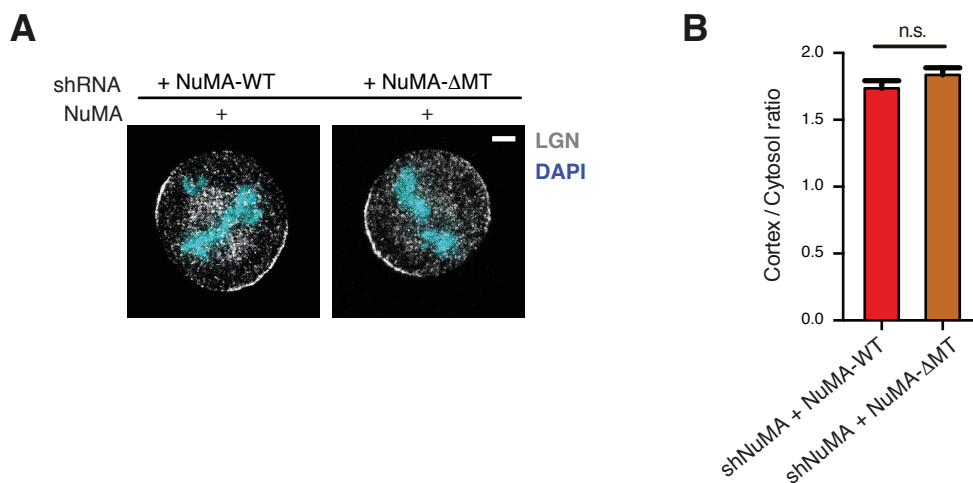 A
shRNA + NuMA-WT + NuMA-ΔMT
NuMA + +
LGN
DAPI
B
n.s.
2.0
1.5
1.0
0.5
0.0
Cortex / Cytosol ratio
shNuMA + NuMA-WT
shNuMA + NuMA-ΔMT